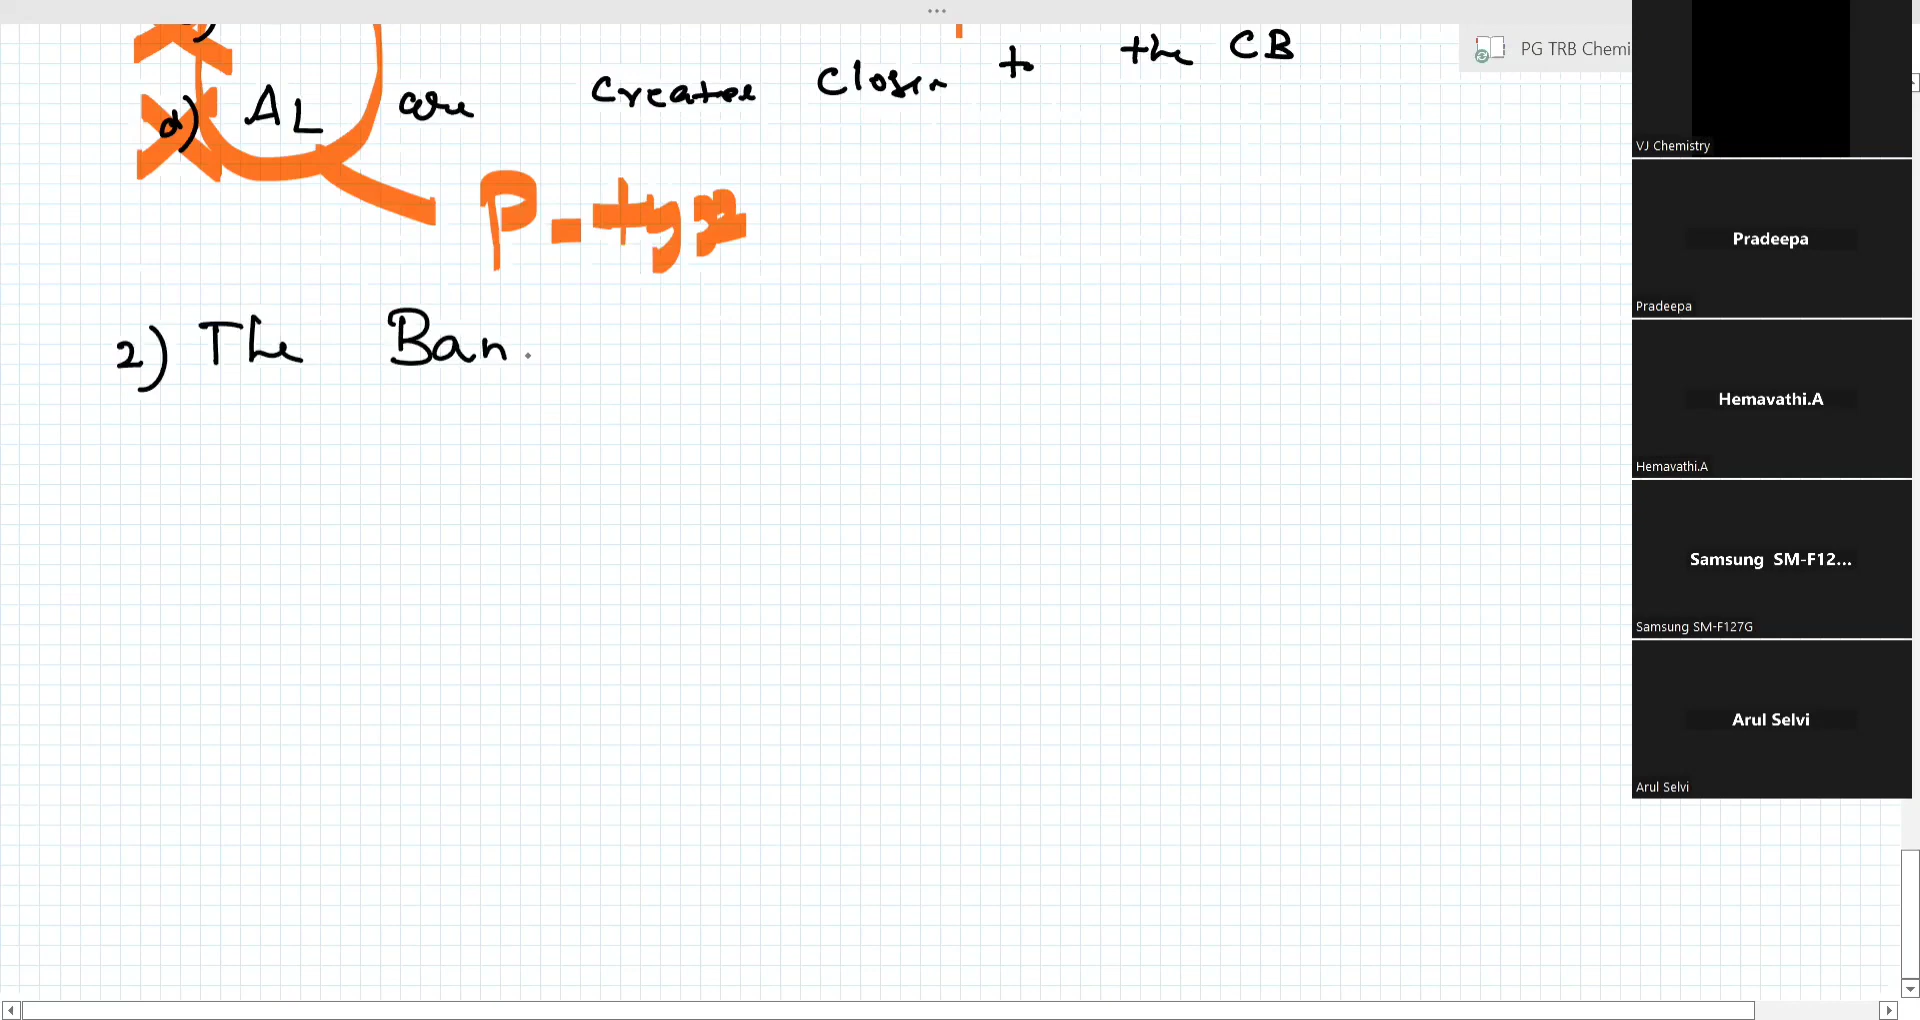 d) AL are created closer to the CB
P-type
2) The Ban
PG TRB Chemi
VJ Chemistry
Pradeepa
Pradeepa
Hemavathi.A
Hemavathi.A
Samsung SM-F12...
Samsung SM-F127G
Arul Selvi
Arul Selvi